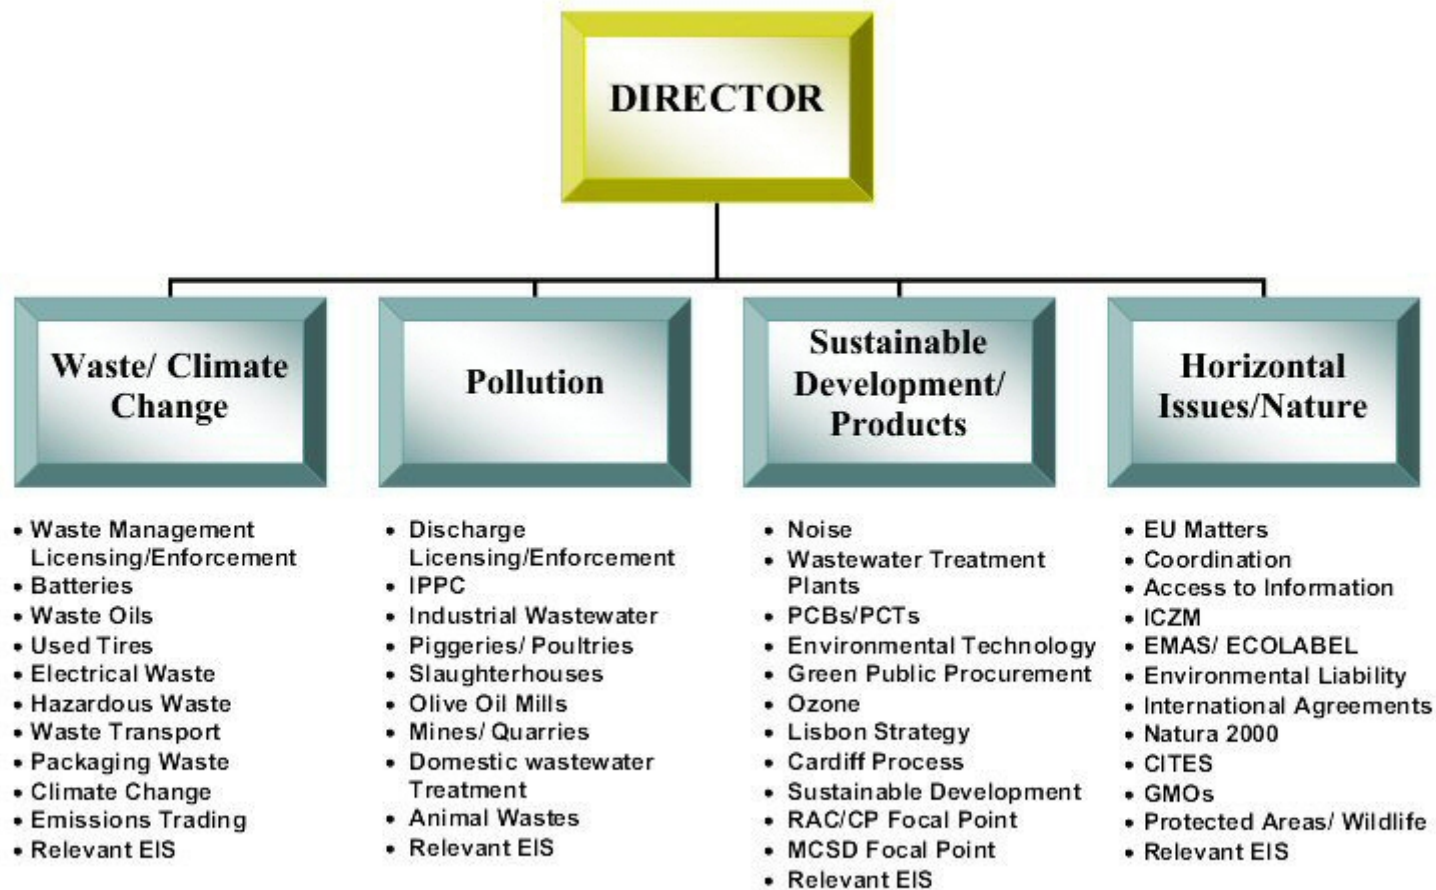 DIRECTOR
Waste/ Climate
Change
Pollution
Sustainable
Development/
Products
Horizontal
Issues/Nature
• Waste Management
Licensing/Enforcement
• Batteries
• Waste Oils
• Used Tires
• Electrical Waste
• Hazardous Waste
• Waste Transport
• Packaging Waste
• Climate Change
• Emissions Trading
• Relevant EIS
• Discharge
Licensing/Enforcement
• IPPC
• Industrial Wastewater
• Piggeries/ Poultries
• Slaughterhouses
• Olive Oil Mills
• Mines/ Quarries
• Domestic wastewater
Treatment
• Animal Wastes
• Relevant EIS
• Noise
• Wastewater Treatment
Plants
• PCBs/PCTs
• Environmental Technology
• Green Public Procurement
• Ozone
• Lisbon Strategy
• Cardiff Process
• Sustainable Development
• RAC/CP Focal Point
• MCSD Focal Point
• Relevant EIS
• EU Matters
• Coordination
• Access to Information
• ICZM
• EMAS/ ECOLABEL
• Environmental Liability
• International Agreements
• Natura 2000
• CITES
• GMOs
• Protected Areas/ Wildlife
• Relevant EIS